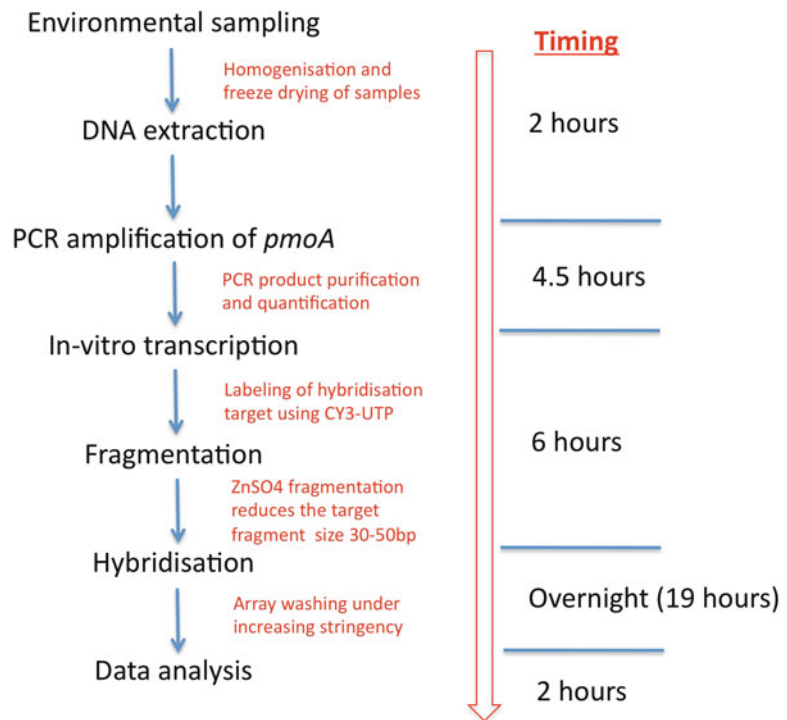 Environmental sampling
Timing
Homogenisation and
freeze drying of samples
2 hours
DNA extraction
PCR amplification of pmoA
PCR product purification
and quantification
4.5 hours
In-vitro transcription
Labeling of hybridisation
target using CY3-UTP
6 hours
Fragmentation
ZnSO4 fragmentation
reduces the target
fragment size 30-50bp
Hybridisation
Array washing under
increasing stringency
Overnight (19 hours)
Data analysis
2 hours